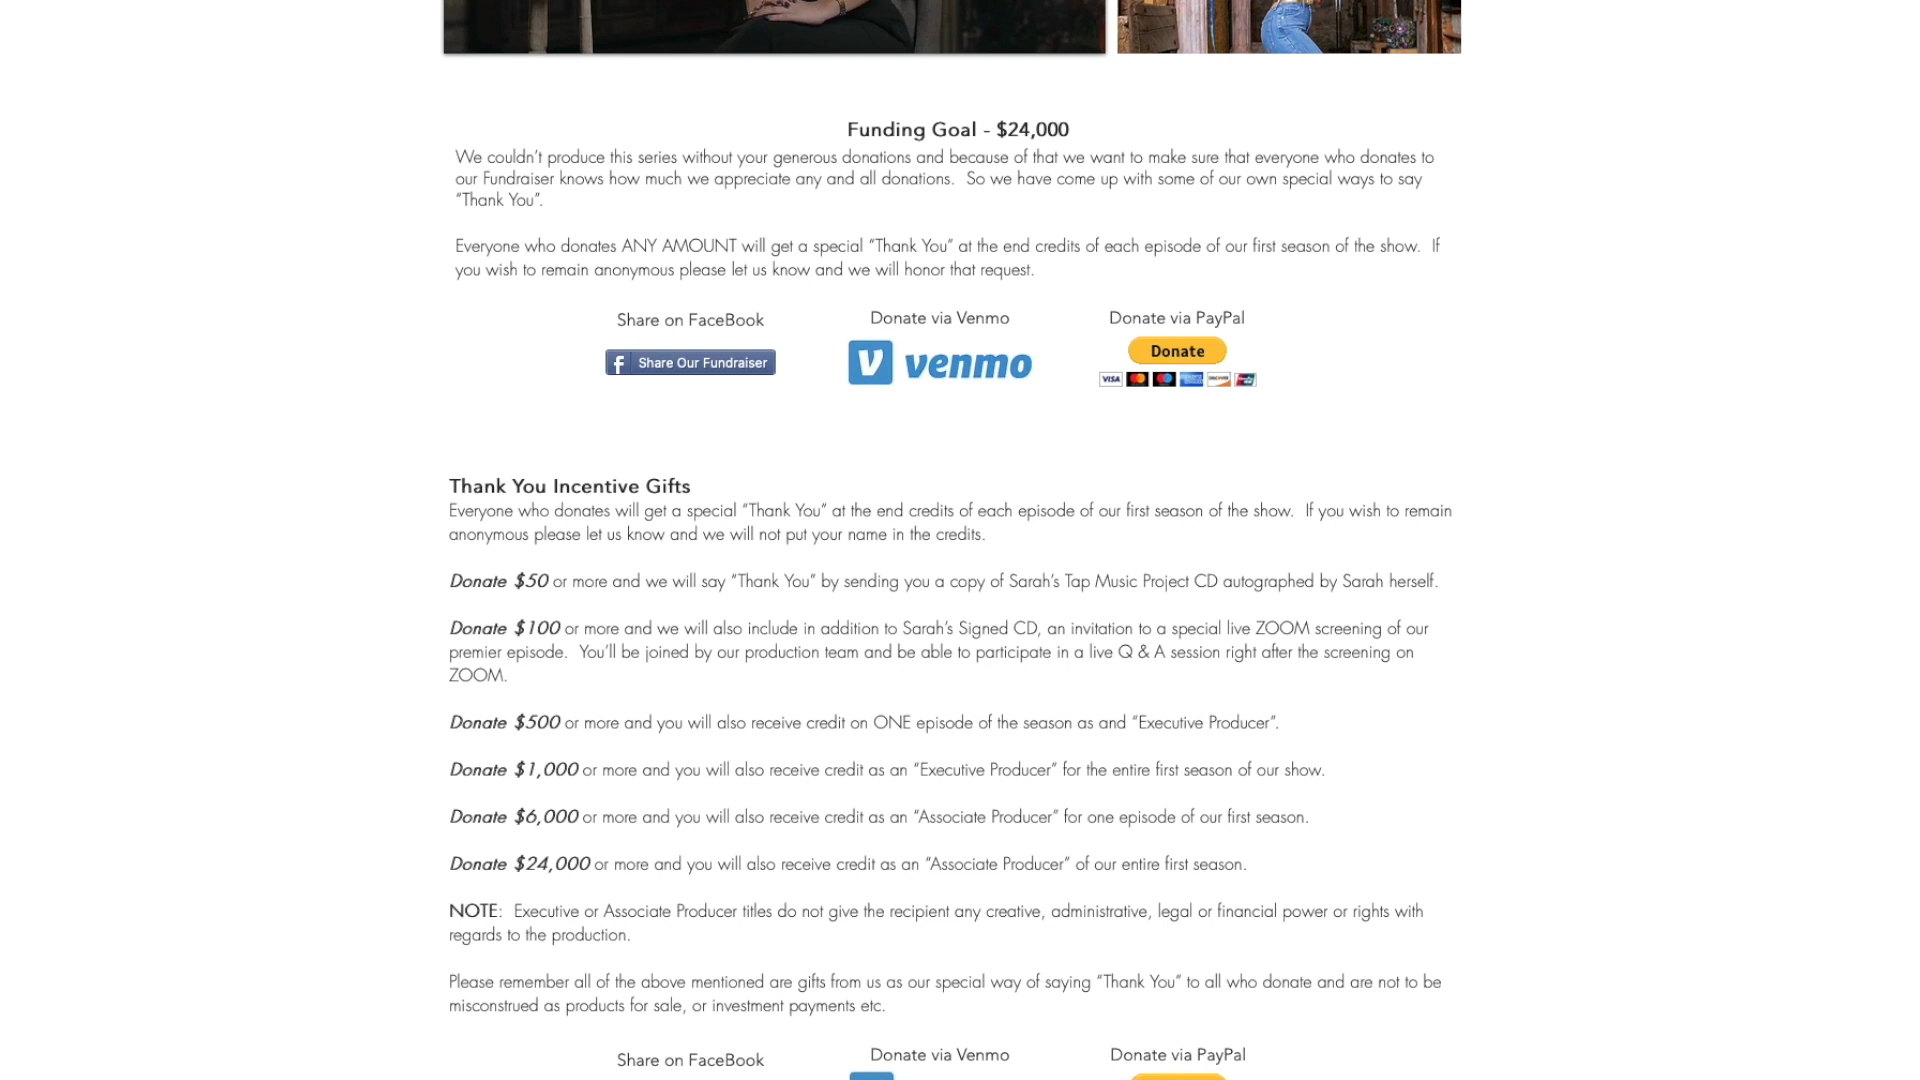 Funding Goal - $24,000
We couldn't produce this series without your generous donations and because of that we want to make sure that everyone who donates to
our Fundraiser knows how much we appreciate any and all donations.  So we have come up with some of our own special ways to say
“Thank You”.
Everyone who donates ANY AMOUNT will get a special “Thank You” at the end credits of each episode of our first season of the show.  If
you wish to remain anonymous please let us know and we will honor that request.
Share on FaceBook
Donate via Venmo
Donate via PayPal
f Share Our Fundraiser
V venmo
Donate
VISA DISCOVER
Thank You Incentive Gifts
Everyone who donates will get a special “Thank You” at the end credits of each episode of our first season of the show.  If you wish to remain
anonymous please let us know and we will not put your name in the credits.
Donate $50 or more and we will say “Thank You” by sending you a copy of Sarah's Tap Music Project CD autographed by Sarah herself.
Donate $100 or more and we will also include in addition to Sarah's Signed CD, an invitation to a special live ZOOM screening of our
premier episode.  You'll be joined by our production team and be able to participate in a live Q & A session right after the screening on
ZOOM.
Donate $500 or more and you will also receive credit on ONE episode of the season as and “Executive Producer”.
Donate $1,000 or more and you will also receive credit as an “Executive Producer” for the entire first season of our show.
Donate $6,000 or more and you will also receive credit as an “Associate Producer” for one episode of our first season.
Donate $24,000 or more and you will also receive credit as an “Associate Producer” of our entire first season.
NOTE:  Executive or Associate Producer titles do not give the recipient any creative, administrative, legal or financial power or rights with
regards to the production.
Please remember all of the above mentioned are gifts from us as our special way of saying “Thank You” to all who donate and are not to be
misconstrued as products for sale, or investment payments etc.
Share on FaceBook
Donate via Venmo
Donate via PayPal